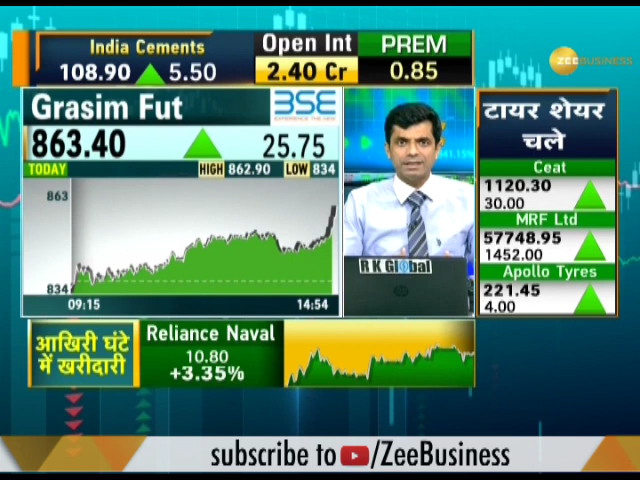 India Cements
108.90 5.50
Open Int
2.40 Cr
PREM
0.85
ZEEBUSINESS
Grasim Fut
BSE
EXPERIENCE THE NEW
863.40 25.75
TODAY HIGH 862.90 LOW 834
863
834
09:15 14:54
R K Global
टायर शेयर
चले
Ceat
1120.30
30.00
MRF Ltd
57748.95
1452.00
Apollo Tyres
221.45
4.00
आखिरी घंटे
में खरीदारी
Reliance Naval
10.80
+3.35%
subscribe to /ZeeBusiness